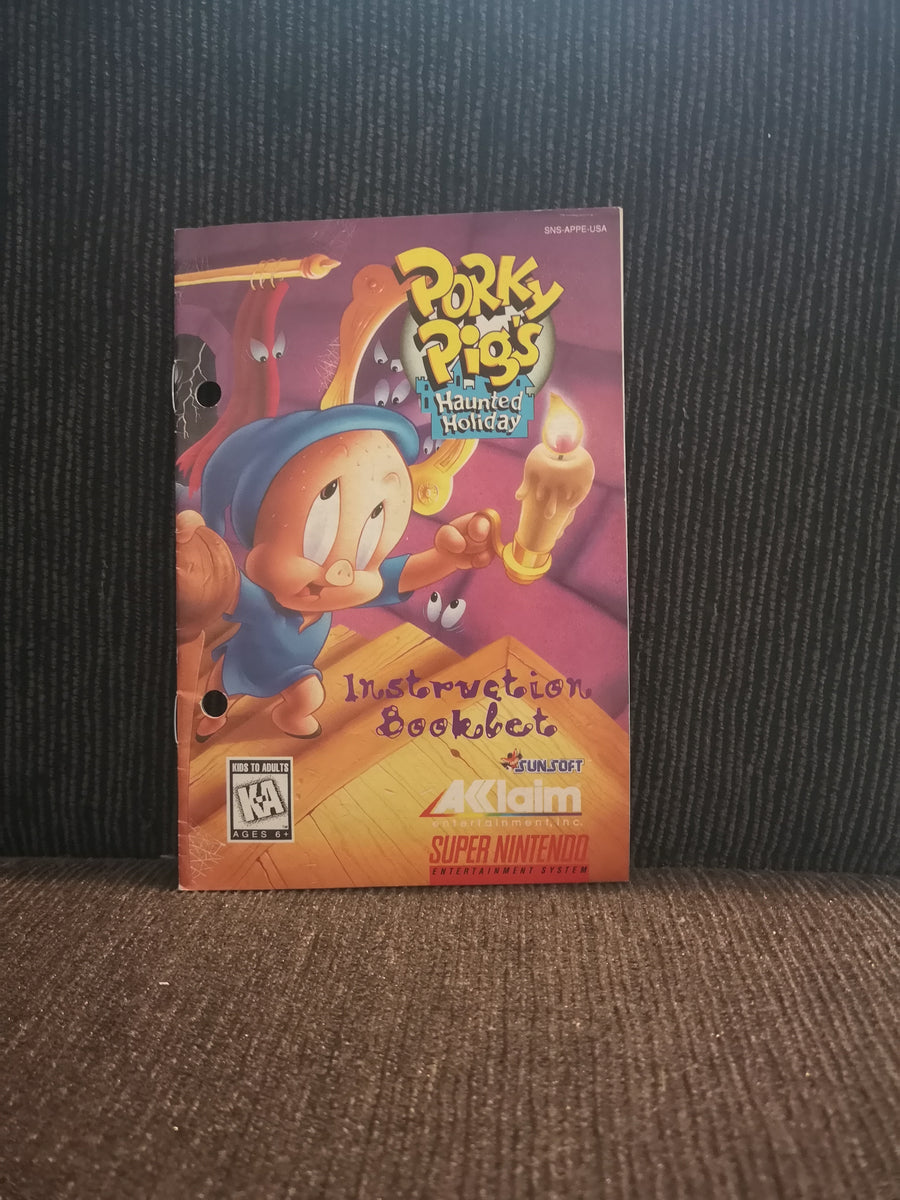 SNS-APPE-USA
PORKY
Pig's
Haunted
Holiday
Instruction
Booklet
SUNSOFT
KIDS TO ADULTS
K-A
AGES 6+
AKklaim
entertainment, inc.
SUPER NINTENDO
ENTERTAINMENT SYSTEM